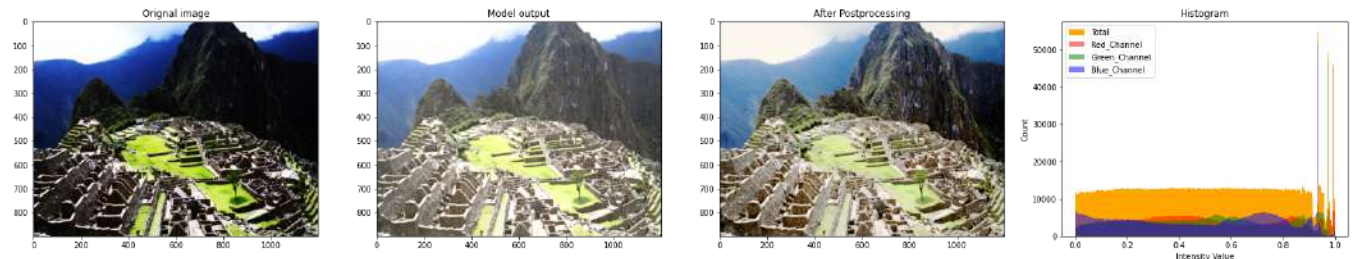 Orignal image
0
100
200
300
400
500
600
700
800
0 200 400 600 800 1000
Model output
0
100
200
300
400
500
600
700
800
0 200 400 600 800 1000
After Postprocessing
0
100
200
300
400
500
600
700
800
0 200 400 600 800 1000
Histogram
Total
Red_Channel
Green_Channel
Blue_Channel
Count
50000
40000
30000
20000
10000
0
0.0 0.2 0.4 0.6 0.8 1.0
Intensity Value